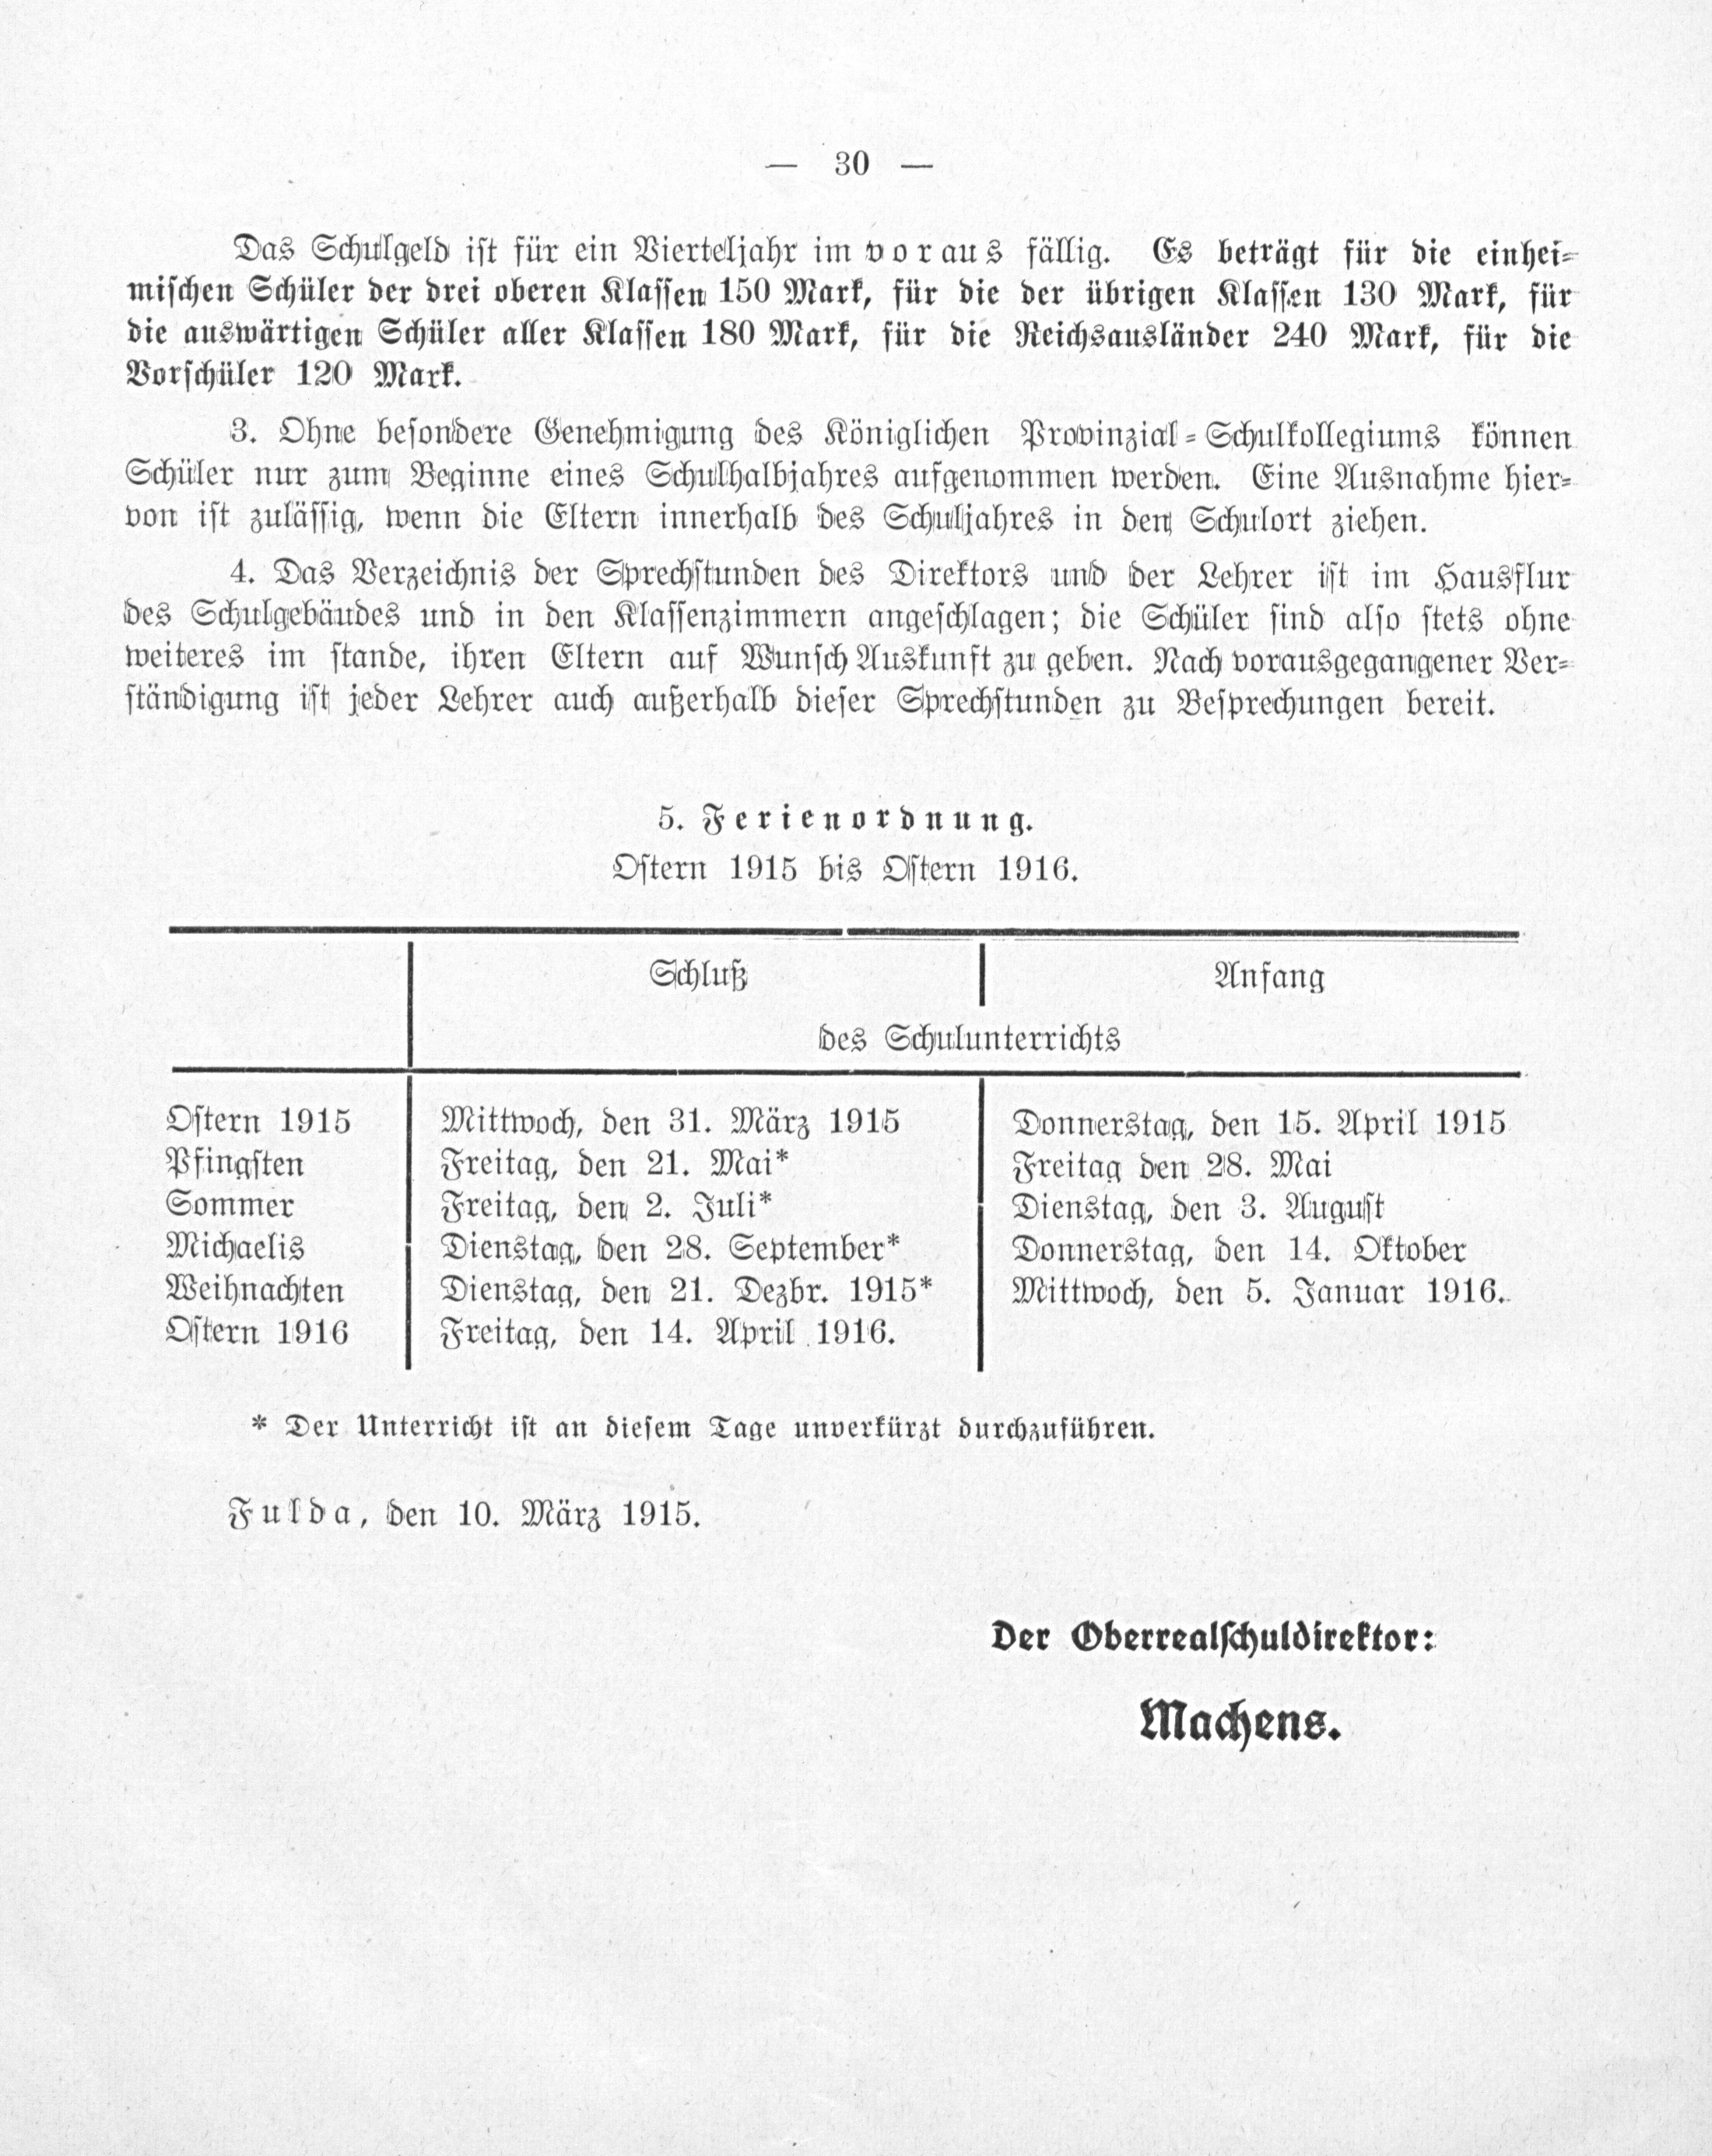 — 30 —
Das Schulgeld ist für ein Vierteljahr im voraus fällig. Es beträgt für die einhei-
mischen Schüler der drei oberen Klassen 150 Mark, für die der übrigen Klassen 130 Mark, für
die auswärtigen Schüler aller Klassen 180 Mark, für die Reichsausländer 240 Mark, für die
Vorschüler 120 Mark.
3. Ohne besondere Genehmigung des Königlichen Provinzial-Schulkollegiums können
Schüler nur zum Beginne eines Schulhalbjahres aufgenommen werden. Eine Ausnahme hier-
von ist zulässig, wenn die Eltern innerhalb des Schuljahres in den Schulort ziehen.
4. Das Verzeichnis der Sprechstunden des Direktors und der Lehrer ist im Hausflur
des Schulgebäudes und in den Klassenzimmern angeschlagen; die Schüler sind also stets ohne
weiteres im stande, ihren Eltern auf Wunsch Auskunft zu geben. Nach vorausgegangener Ver-
ständigung ist jeder Lehrer auch außerhalb dieser Sprechstunden zu Besprechungen bereit.
5. Ferienordnung.
Ostern 1915 bis Ostern 1916.
Schluß Anfang
des Schulunterrichts
Ostern 1915 Mittwoch, den 31. März 1915 Donnerstag, den 15. April 1915
Pfingsten Freitag, den 21. Mai* Freitag den 28. Mai
Sommer Freitag, den 2. Juli* Dienstag, den 3. August
Michaelis Dienstag, den 28. September* Donnerstag, den 14. Oktober
Weihnachten Dienstag, den 21. Dezbr. 1915* Mittwoch, den 5. Januar 1916.
Ostern 1916 Freitag, den 14. April 1916.
* Der Unterricht ist an diesem Tage unverkürzt durchzuführen.
Fulda, den 10. März 1915.
Der Oberrealschuldirektor:
Machens.